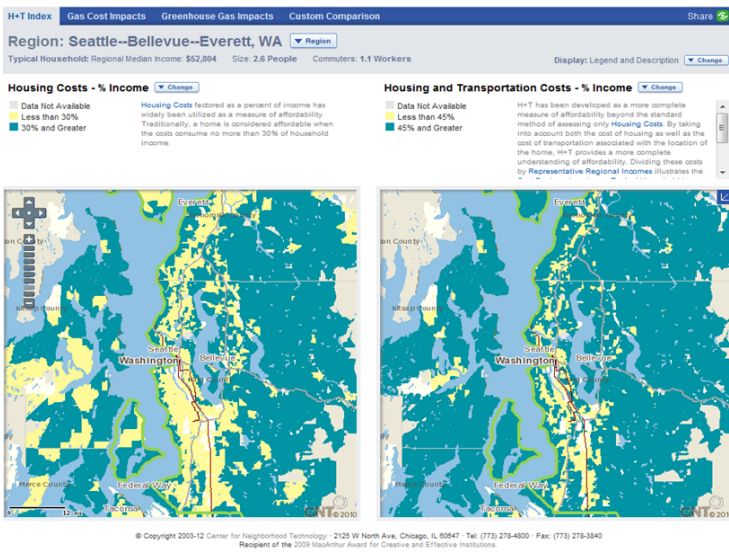 H+T Index Gas Cost Impacts Greenhouse Gas Impacts Custom Comparison Share
Region: Seattle--Bellevue--Everett, WA Region
Typical Household: Regional Median Income: $52,804 Size: 2.6 People Commuters: 1.1 Workers
Display: Legend and Description Change
Housing Costs - % Income Change
Data Not Available
Less than 30%
30% and Greater
Housing Costs factored as a percent of income has
widely been utilized as a measure of affordability.
Traditionally, a home is considered affordable when
the costs consume no more than 30% of household
income.
Housing and Transportation Costs - % Income Change
Data Not Available
Less than 45%
45% and Greater
H+T has been developed as a more complete
measure of affordability beyond the standard
method of assessing only Housing Costs. By taking
into account both the cost of housing as well as the
cost of transportation associated with the location of
the home, H+T provides a more complete
understanding of affordability. Dividing these costs
by Representative Regional Incomes illustrates the
Everett
Kitsap County
Seattle
Washington
Bellevue
King County
Pierce County
Federal Way
Tacoma
12 mi
CNT © 2010
Everett
Kitsap County
Seattle
Washington
Bellevue
King County
Pierce County
Federal Way
Tacoma
CNT © 2010
© Copyright 2003-12 Center for Neighborhood Technology · 2125 W North Ave, Chicago, IL 60647 · Tel: (773) 278-4800 · Fax: (773) 278-3840
Recipient of the 2009 MacArthur Award for Creative and Effective Institutions.